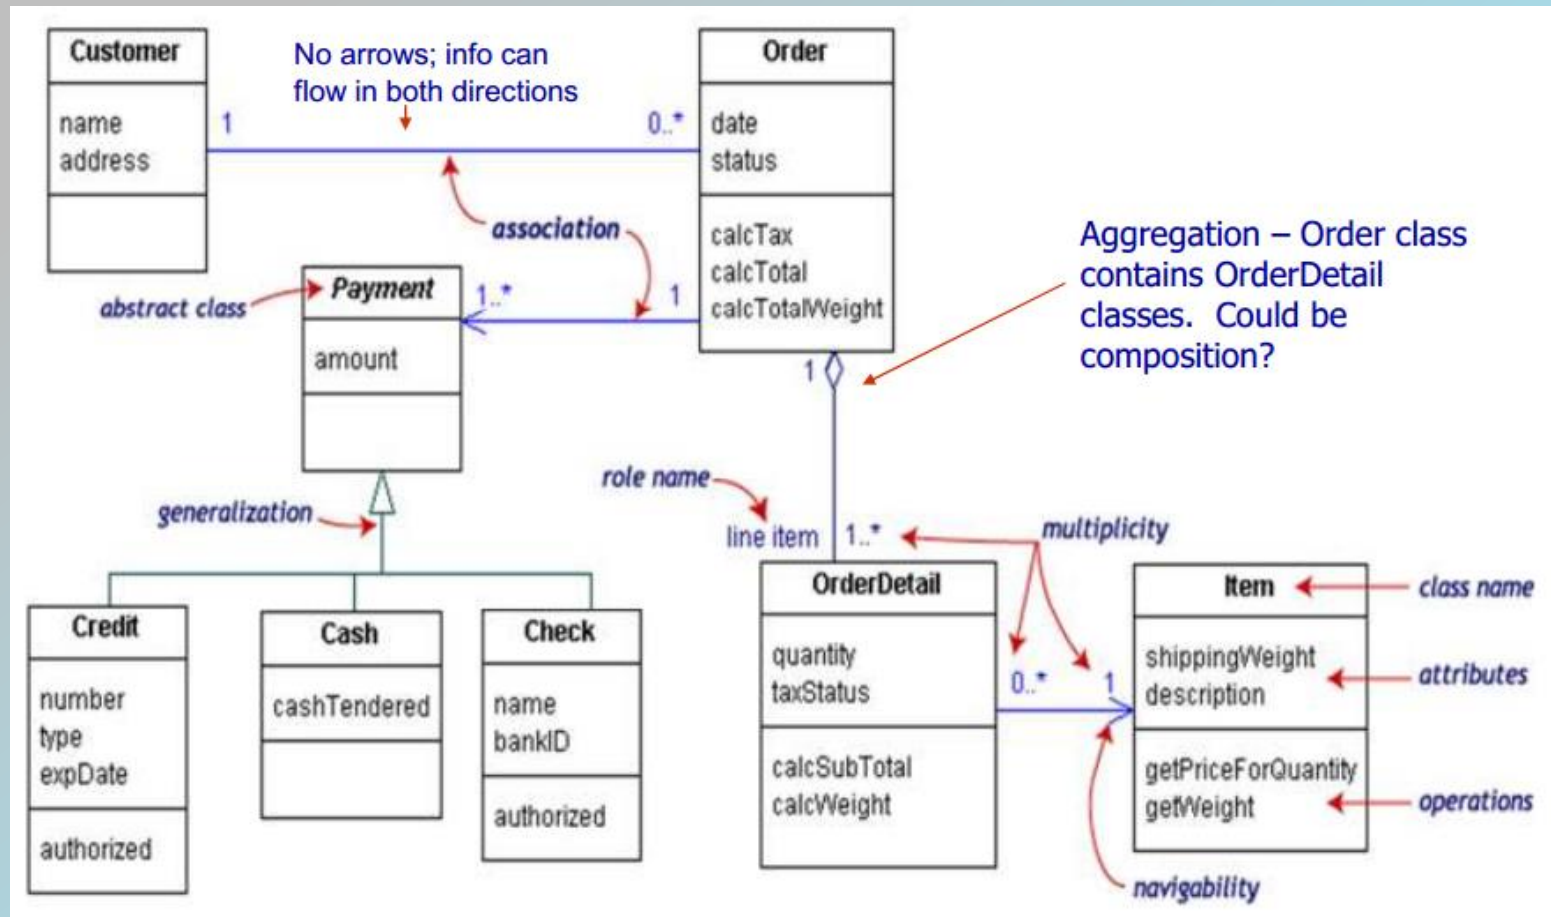 Customer
name
address
No arrows; info can
flow in both directions
1
0..*
association
Order
date
status
calcTax
calcTotal
calcTotalWeight
abstract class
Payment
amount
1..*
1
Aggregation – Order class
contains OrderDetail
classes. Could be
composition?
1
role name
line item
1..*
multiplicity
generalization
Credit
number
type
expDate
authorized
Cash
cashTendered
Check
name
bankID
authorized
OrderDetail
quantity
taxStatus
calcSubTotal
calcWeight
0..*
1
Item
shippingWeight
description
getPriceForQuantity
getWeight
class name
attributes
operations
navigability